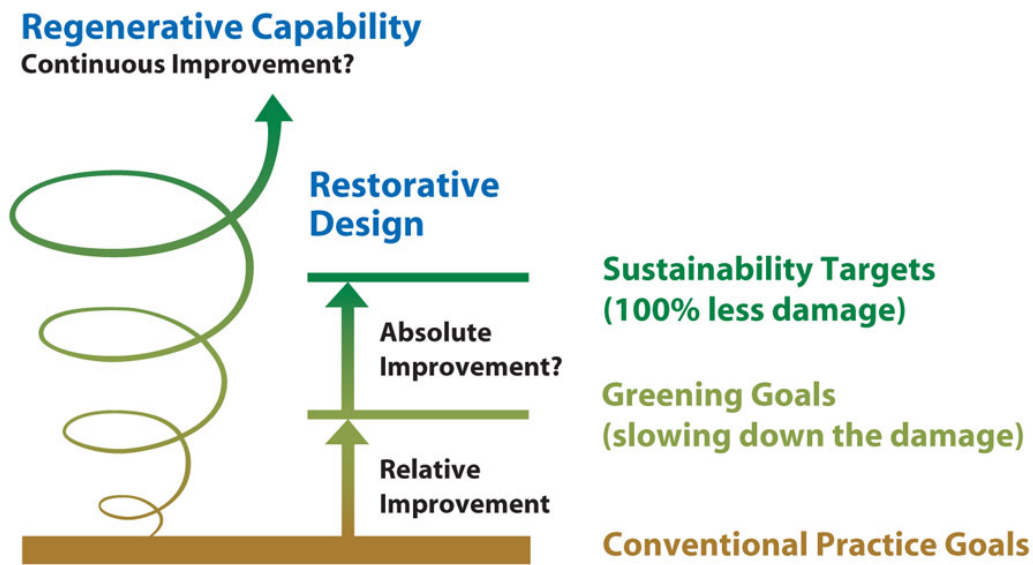 Regenerative Capability
Continuous Improvement?
Restorative
Design
Sustainability Targets
(100% less damage)
Absolute
Improvement?
Greening Goals
(slowing down the damage)
Relative
Improvement
Conventional Practice Goals